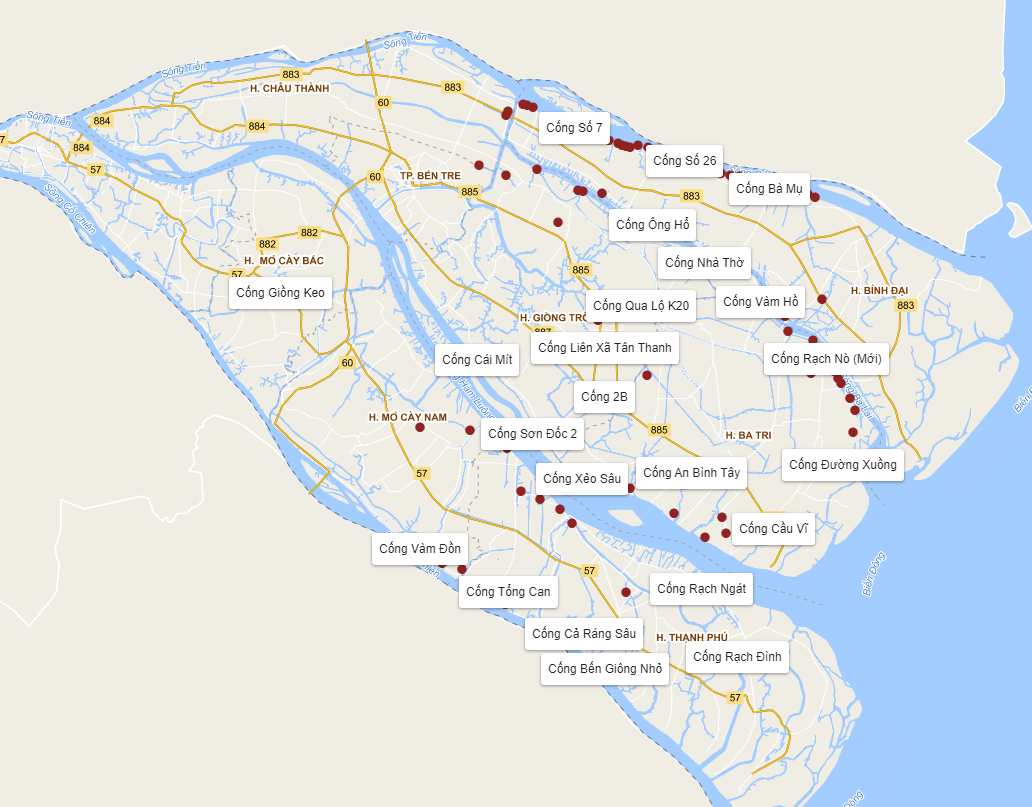 Sông Tiền
Sông Tiền
883
H. CHÂU THÀNH
883
60
Sông Tiền
884
884
Cống Số 7
7
884
Cống Số 26
57
60
TP. BẾN TRE
885
Cống Bà Mụ
883
Sông Cổ Chiên
Cống Ông Hổ
882
882
H. MỎ CÀY BẮC
Cống Nhà Thờ
57
885
Cống Giồng Keo
H. BÌNH ĐẠI
Cống Qua Lộ K20
Cống Vàm Hồ
883
H. GIỒNG TRÔ
887
Cống Liên Xã Tân Thanh
Cống Cái Mít
Cống Rạch Nò (Mới)
60
Cống 2B
H. MỎ CÀY NAM
885
Cống Sơn Đốc 2
H. BA TRI
57
Cống Xẻo Sâu
Cống An Bình Tây
Cống Đường Xuồng
Cống Cầu Vĩ
Cống Vàm Đồn
57
Biển Đông
Cống Tổng Can
Cống Rạch Ngát
Cống Cả Ráng Sâu
H. THẠNH PHÚ
Cống Bến Giông Nhỏ
Cống Rạch Đình
57